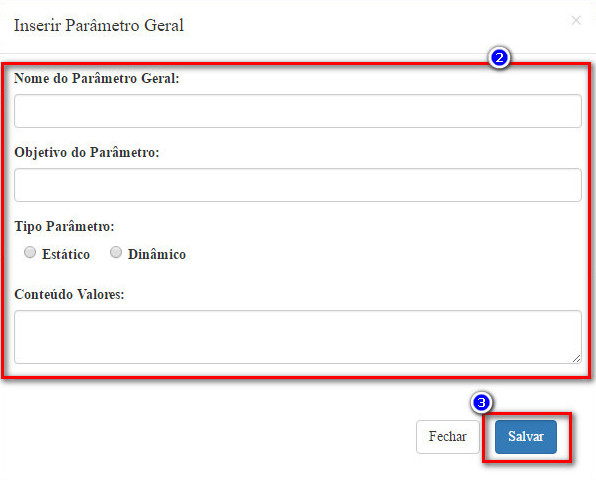 Inserir Parâmetro Geral
×
2
Nome do Parâmetro Geral:
Objetivo do Parâmetro:
Tipo Parâmetro:
Estático Dinâmico
Conteúdo Valores:
3
Fechar Salvar